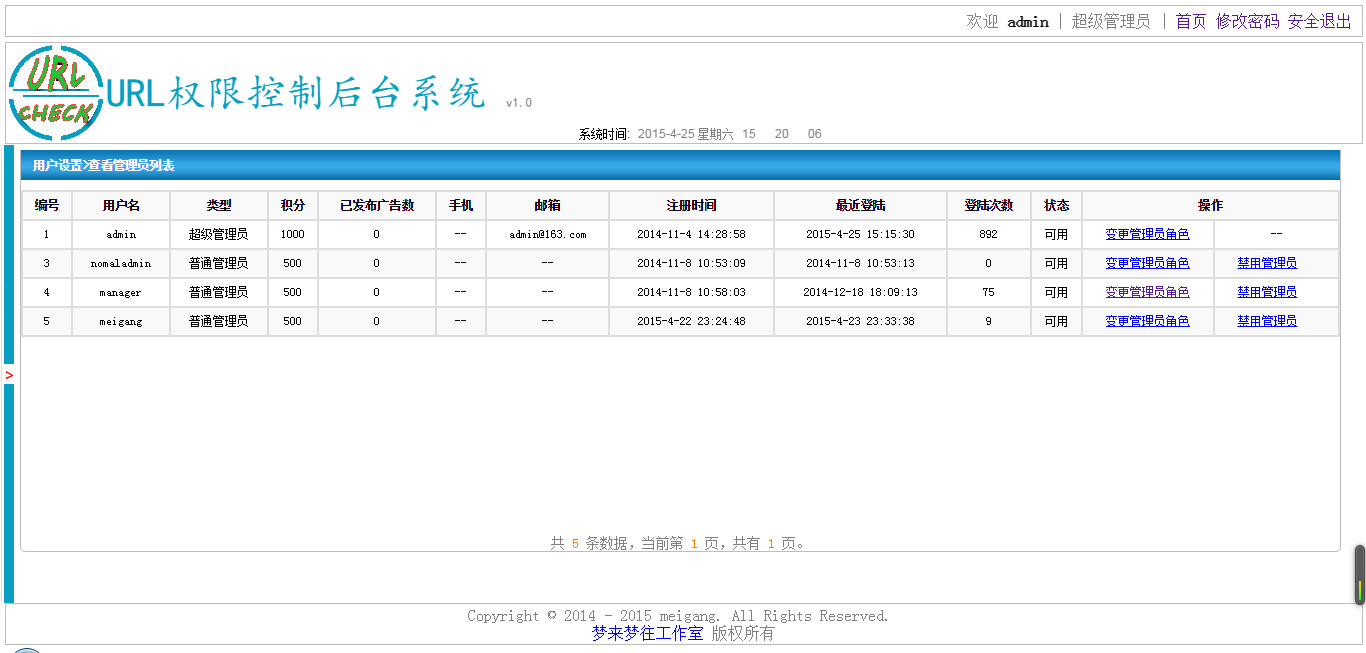 欢迎 admin | 超级管理员 | 首页 修改密码 安全退出
URL CHECK
URL权限控制后台系统 v1.0
系统时间: 2015-4-25 星期六 15 20 06
用户设置>查看管理员列表
编号 用户名 类型 积分 已发布广告数 手机 邮箱 注册时间 最近登陆 登陆次数 状态 操作
1 admin 超级管理员 1000 0 -- admin@163.com 2014-11-4 14:28:58 2015-4-25 15:15:30 892 可用 变更管理员角色 --
3 nomaladmin 普通管理员 500 0 -- -- 2014-11-8 10:53:09 2014-11-8 10:53:13 0 可用 变更管理员角色 禁用管理员
4 manager 普通管理员 500 0 -- -- 2014-11-8 10:58:03 2014-12-18 18:09:13 75 可用 变更管理员角色 禁用管理员
5 meigang 普通管理员 500 0 -- -- 2015-4-22 23:24:48 2015-4-23 23:33:38 9 可用 变更管理员角色 禁用管理员
>
共 5 条数据，当前第 1 页，共有 1 页。
Copyright © 2014 - 2015 meigang. All Rights Reserved.
梦来梦往工作室 版权所有